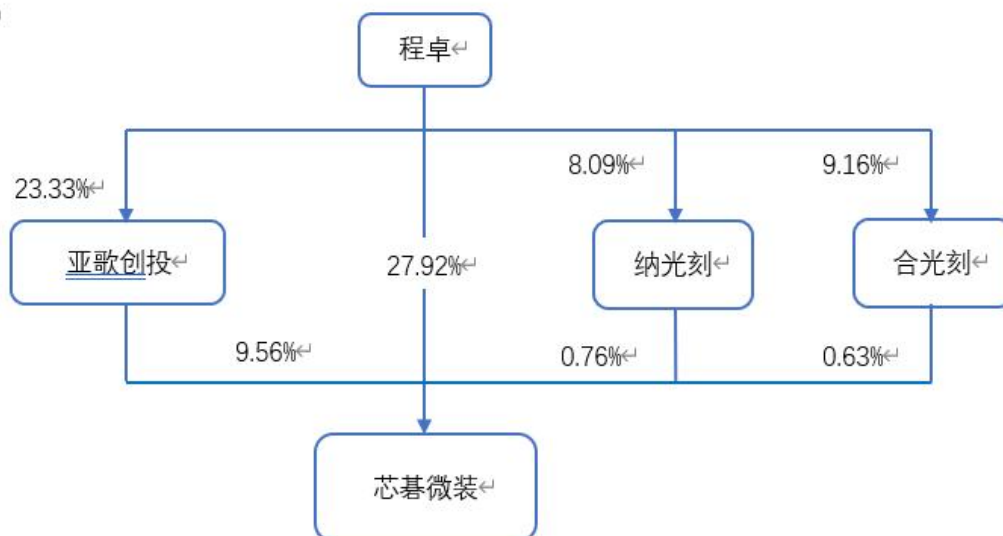 程卓
23.33%
8.09%
9.16%
亚歌创投
27.92%
纳光刻
合光刻
9.56%
0.76%
0.63%
芯碁微装